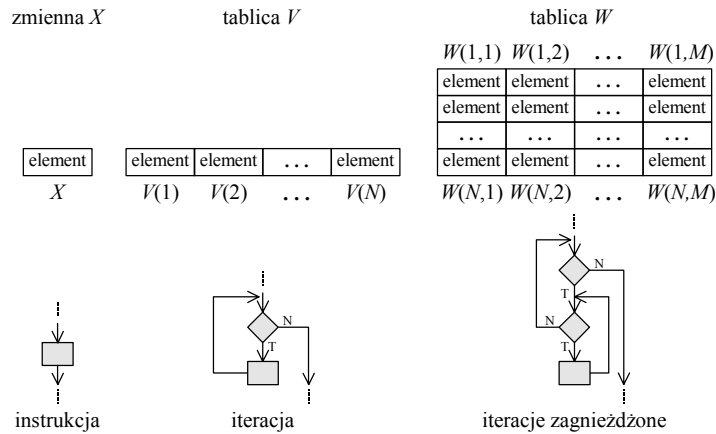 zmienna X tablica V tablica W
W(1,1) W(1,2) ... W(1,M)
element element ... element
element element ... element
... ... ... ...
element element element ... element element element ... element
X V(1) V(2) ... V(N) W(N,1) W(N,2) ... W(N,M)
N
T
N
N
T
T
instrukcja iteracja iteracje zagnieżdżone